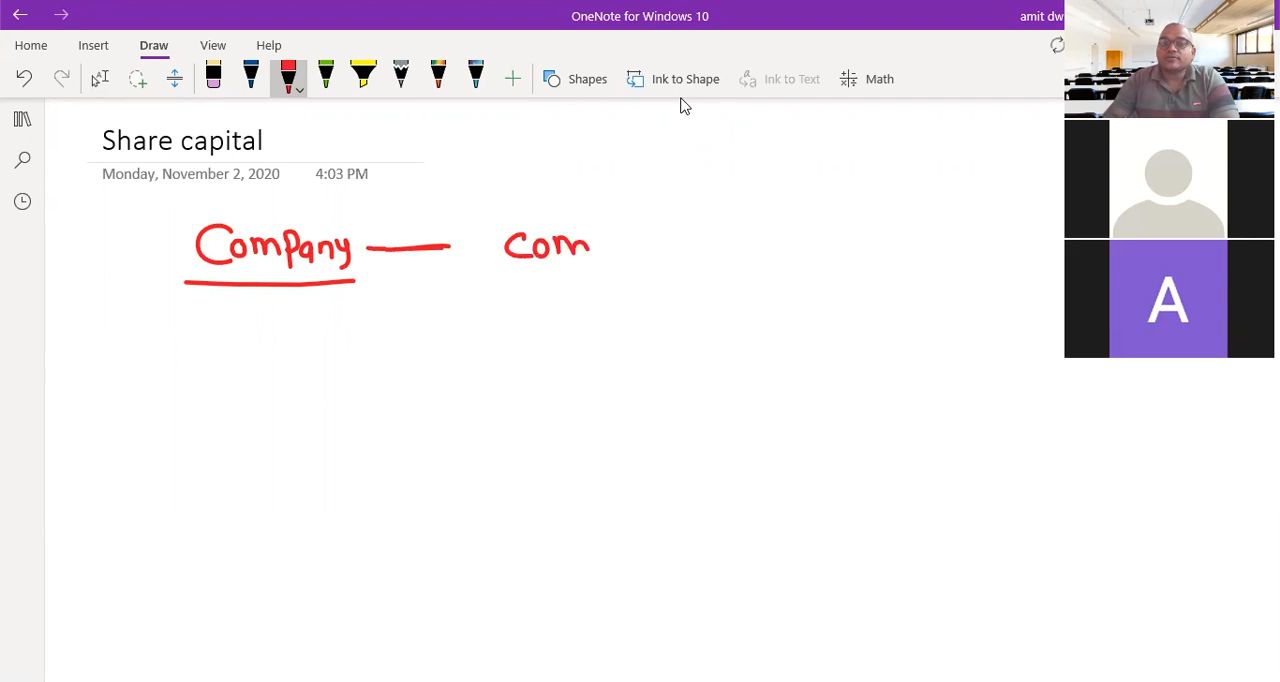 OneNote for Windows 10
amit dw
Home Insert Draw View Help
Shapes Ink to Shape Ink to Text Math
Share capital
Monday, November 2, 2020 4:03 PM
Company — com
A